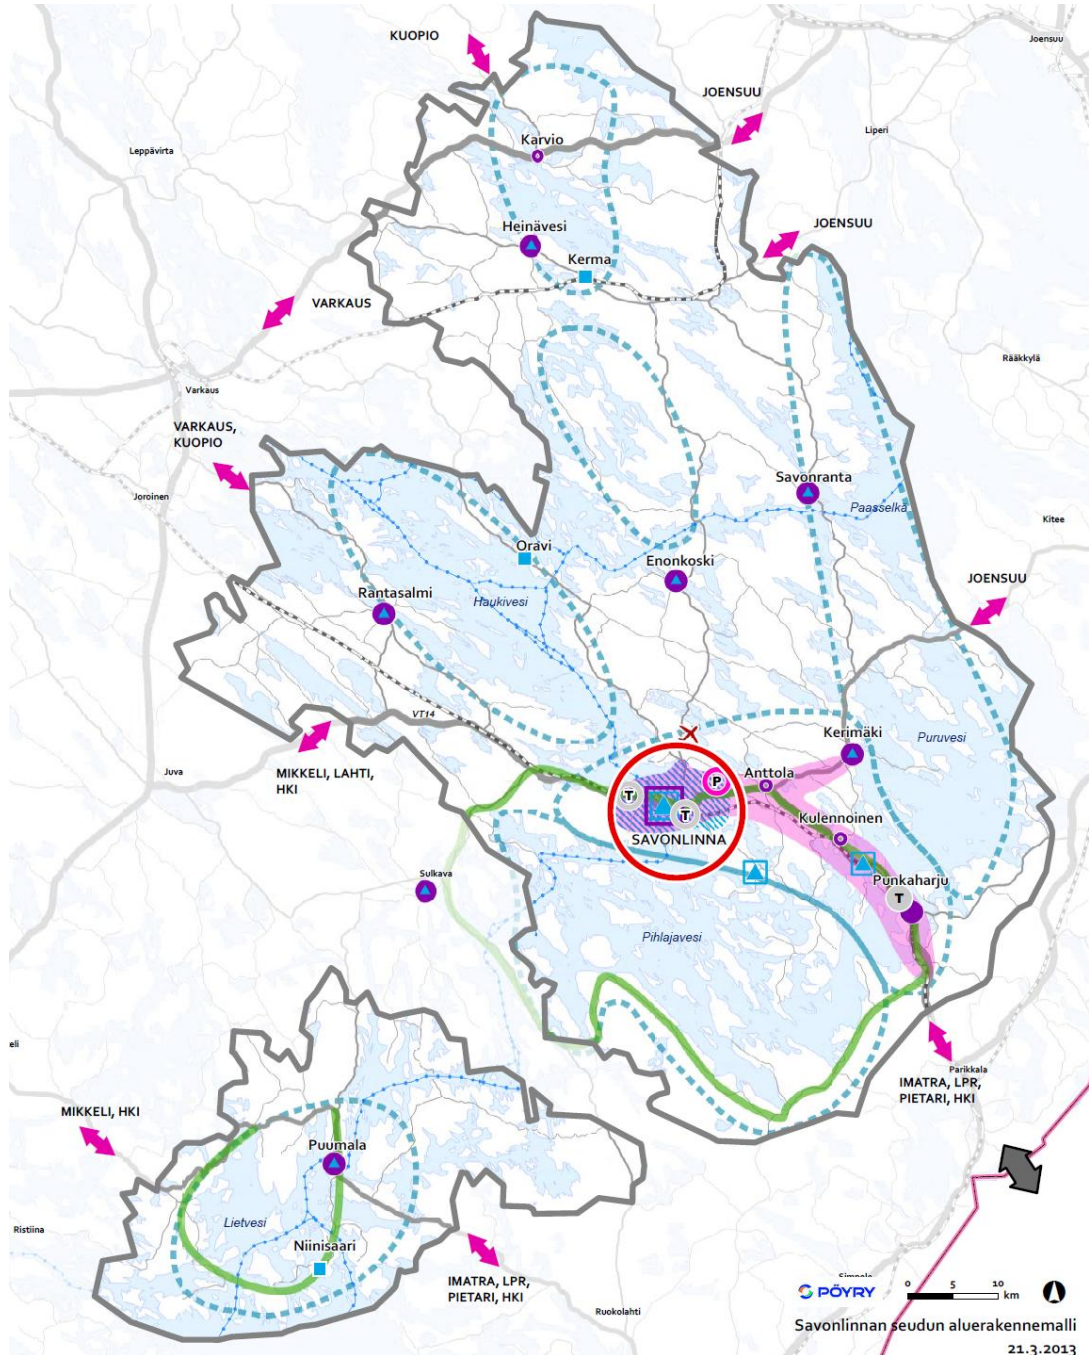 KUOPIO
Joensuu
JOENSUU
Liperi
Karvio
Leppävirta
JOENSUU
Heinävesi
Kerma
VARKAUS
Rääkkylä
Varkaus
VARKAUS,
KUOPIO
Savonranta
Joroinen
Paasselkä
Kitee
Oravi
Enonkoski
JOENSUU
Rantasalmi
Haukivesi
VT14
Kerimäki
Puruvesi
Juva
MIKKELI, LAHTI,
HKI
P
Anttola
T
T
Kulennoinen
SAVONLINNA
Sulkava
Punkaharju
T
Pihlajavesi
eli
Parikkala
IMATRA, LPR,
PIETARI, HKI
MIKKELI, HKI
Puumala
Lietvesi
Ristiina
Niinisaari
IMATRA, LPR,
PIETARI, HKI
Simpele
Ruokolahti
PÖYRY
0 5 10
km
Savonlinnan seudun aluerakennemalli
21.3.2013